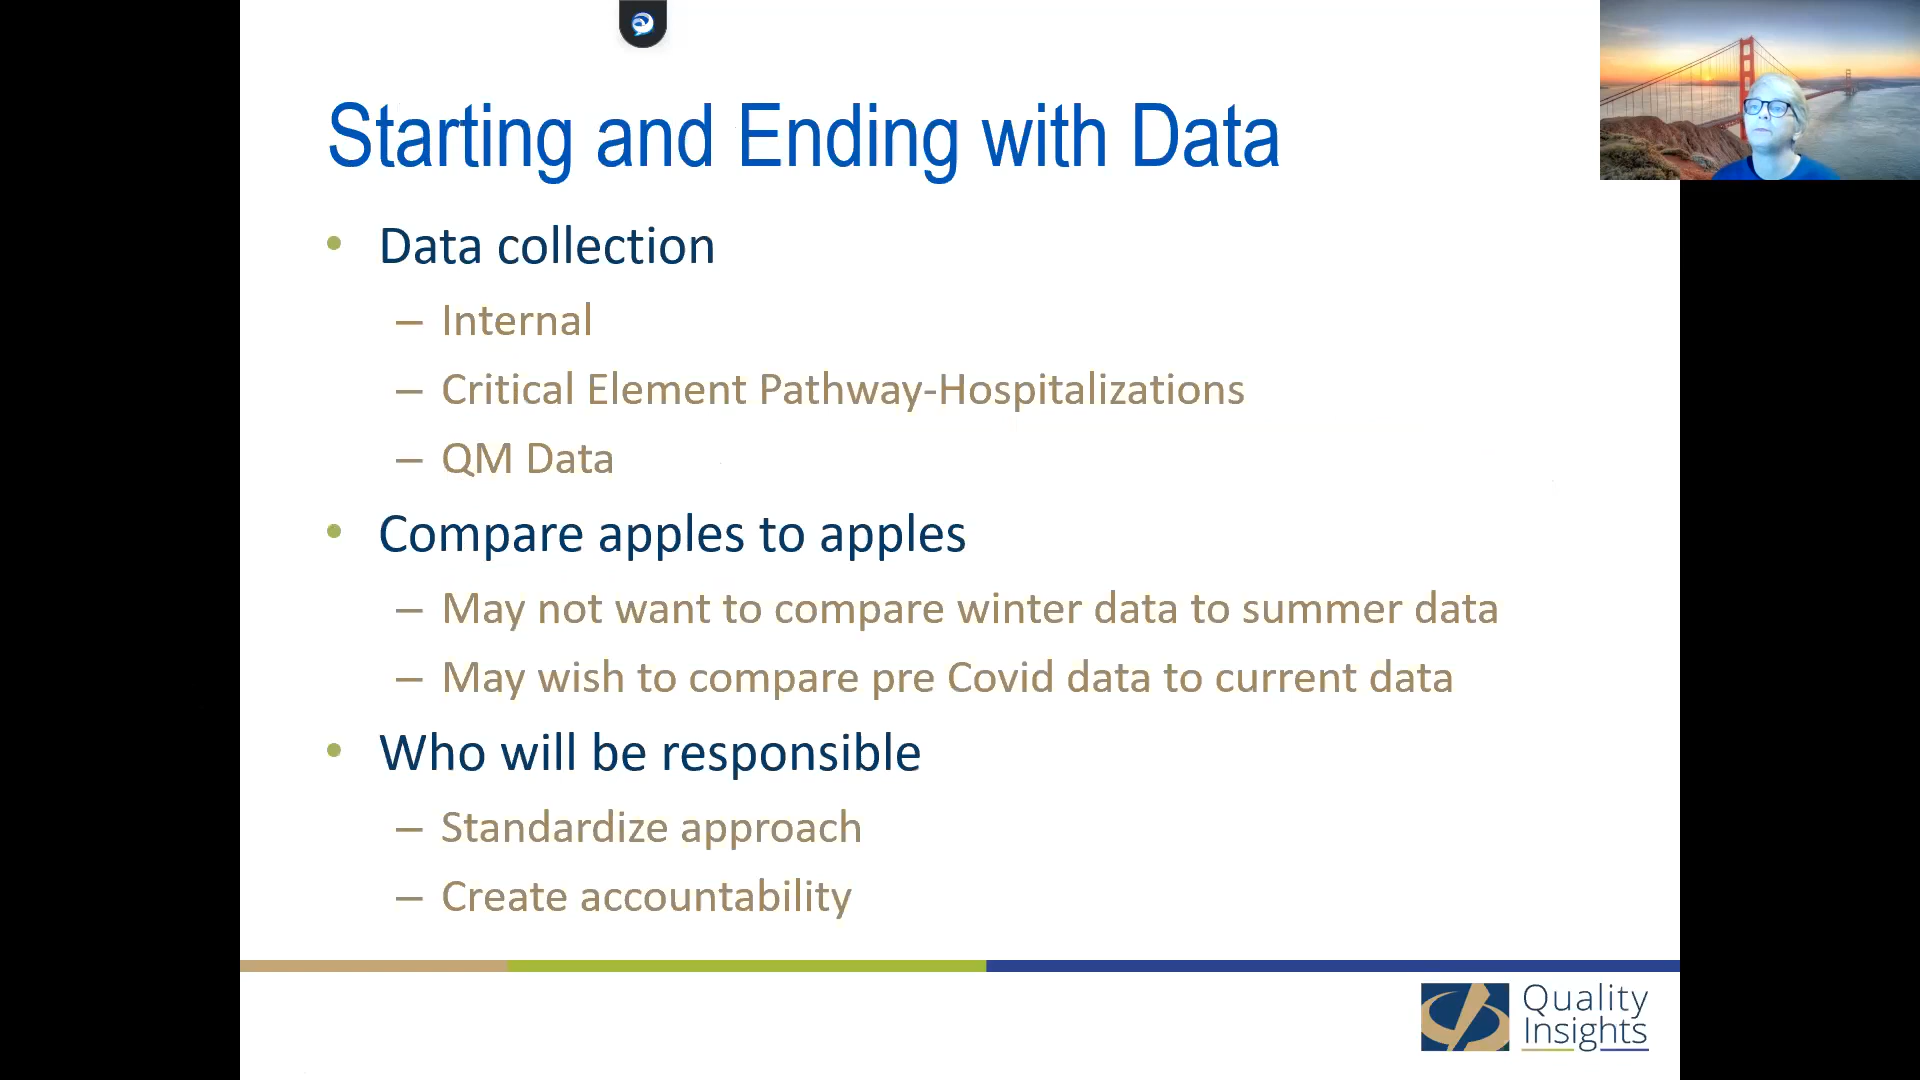 Starting and Ending with Data
• Data collection
– Internal
– Critical Element Pathway-Hospitalizations
– QM Data
• Compare apples to apples
– May not want to compare winter data to summer data
– May wish to compare pre Covid data to current data
• Who will be responsible
– Standardize approach
– Create accountability
Quality
Insights